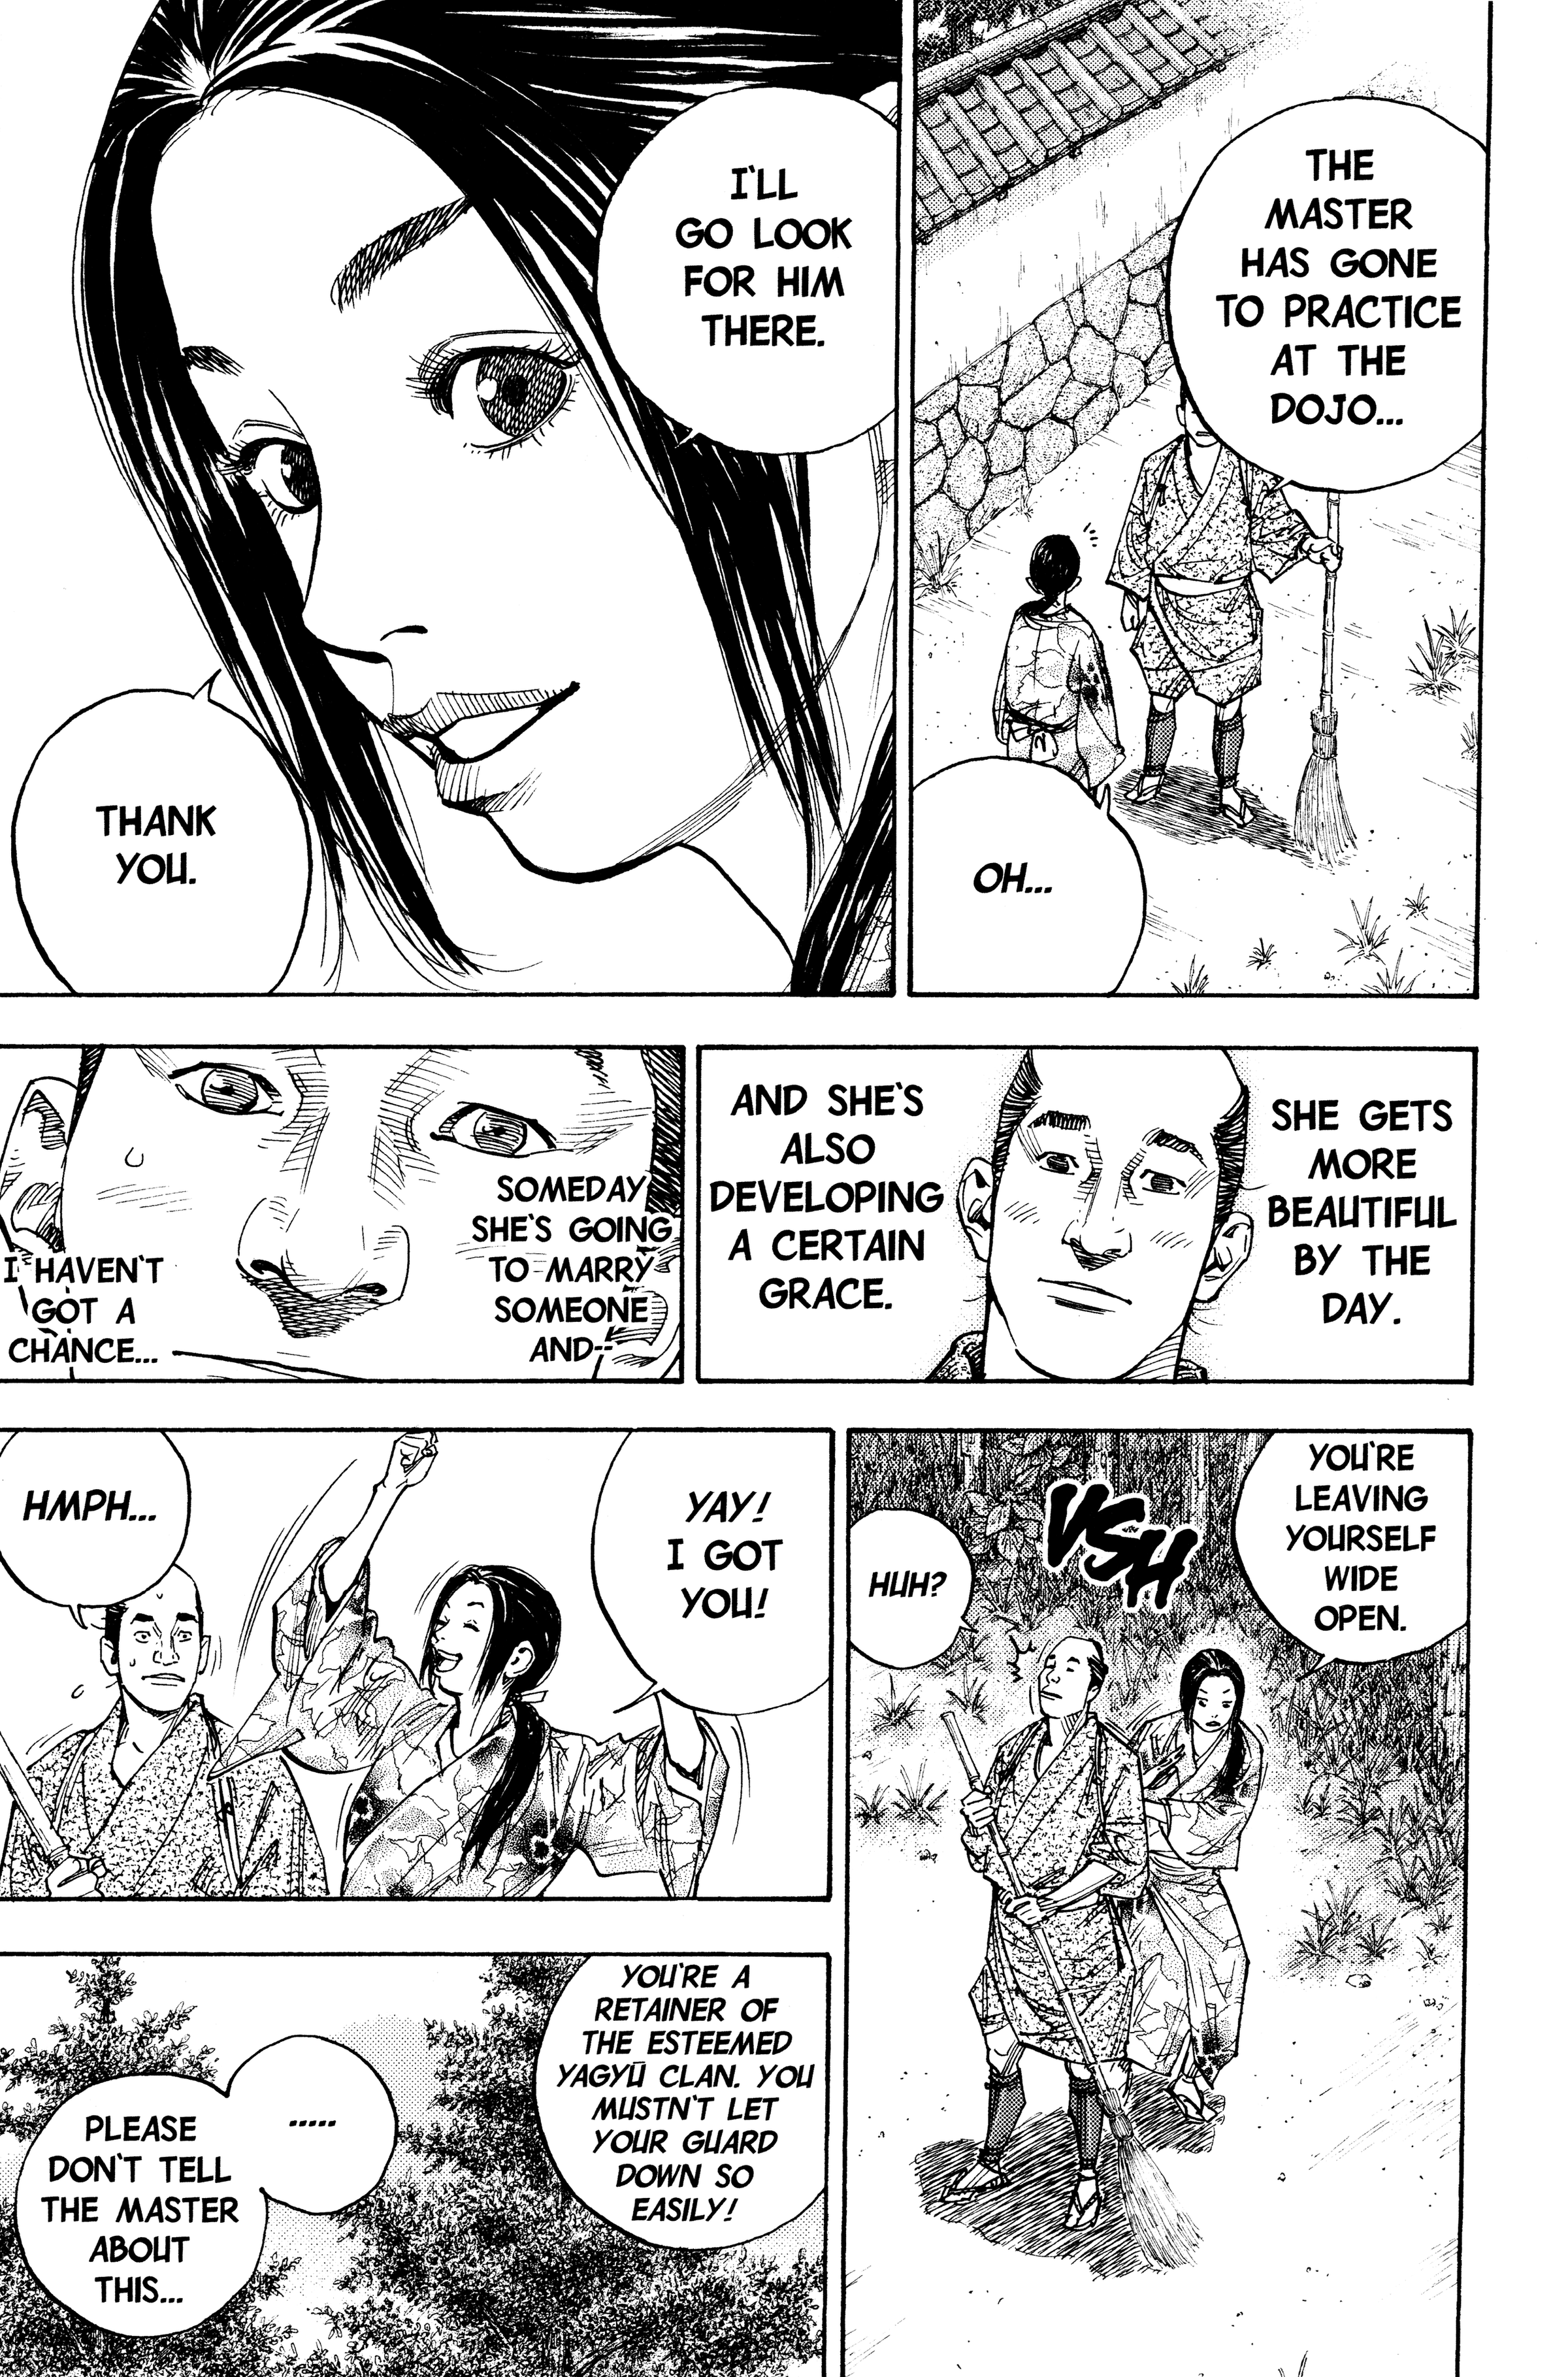 THE
MASTER
HAS GONE
TO PRACTICE
AT THE
DOJO...
OH...
I'LL
GO LOOK
FOR HIM
THERE.
THANK
YOU.
SHE GETS
MORE
BEAUTIFUL
BY THE
DAY.
AND SHE'S
ALSO
DEVELOPING
A CERTAIN
GRACE.
SOMEDAY
SHE'S GOING
TO MARRY
SOMEONE
AND--
I HAVEN'T
GOT A
CHANCE...
YOU'RE
LEAVING
YOURSELF
WIDE
OPEN.
VSH
HUH?
YAY!
I GOT
YOU!
HMPH...
YOU'RE A
RETAINER OF
THE ESTEEMED
YAGYŪ CLAN. YOU
MUSTN'T LET
YOUR GUARD
DOWN SO
EASILY!
.....
PLEASE
DON'T TELL
THE MASTER
ABOUT
THIS...